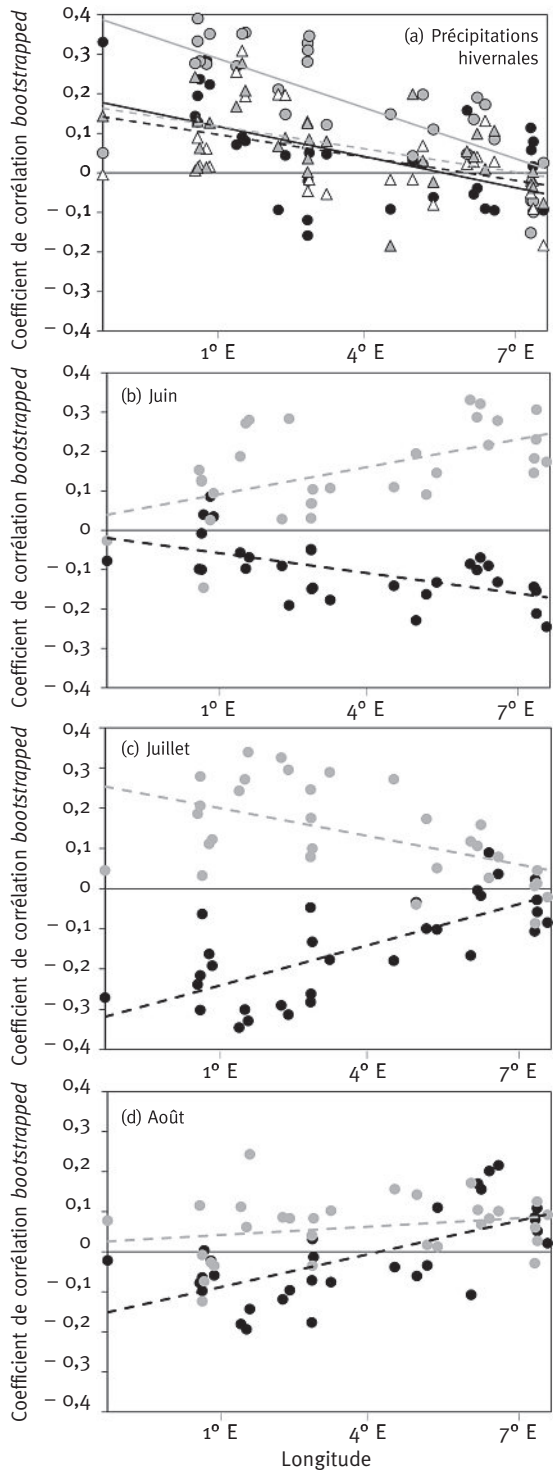 Coefficient de corrélation bootstrapped
0,4
0,3
0,2
0,1
0
– 0,1
– 0,2
– 0,3
– 0,4
(a) Précipitations
hivernales
1° E
4° E
7° E
Coefficient de corrélation bootstrapped
0,4
0,3
0,2
0,1
0
– 0,1
– 0,2
– 0,3
– 0,4
(b) Juin
1° E
4° E
7° E
Coefficient de corrélation bootstrapped
0,4
0,3
0,2
0,1
0
– 0,1
– 0,2
– 0,3
– 0,4
(c) Juillet
1° E
4° E
7° E
Coefficient de corrélation bootstrapped
0,4
0,3
0,2
0,1
0
– 0,1
– 0,2
– 0,3
– 0,4
(d) Août
1° E
4° E
7° E
Longitude